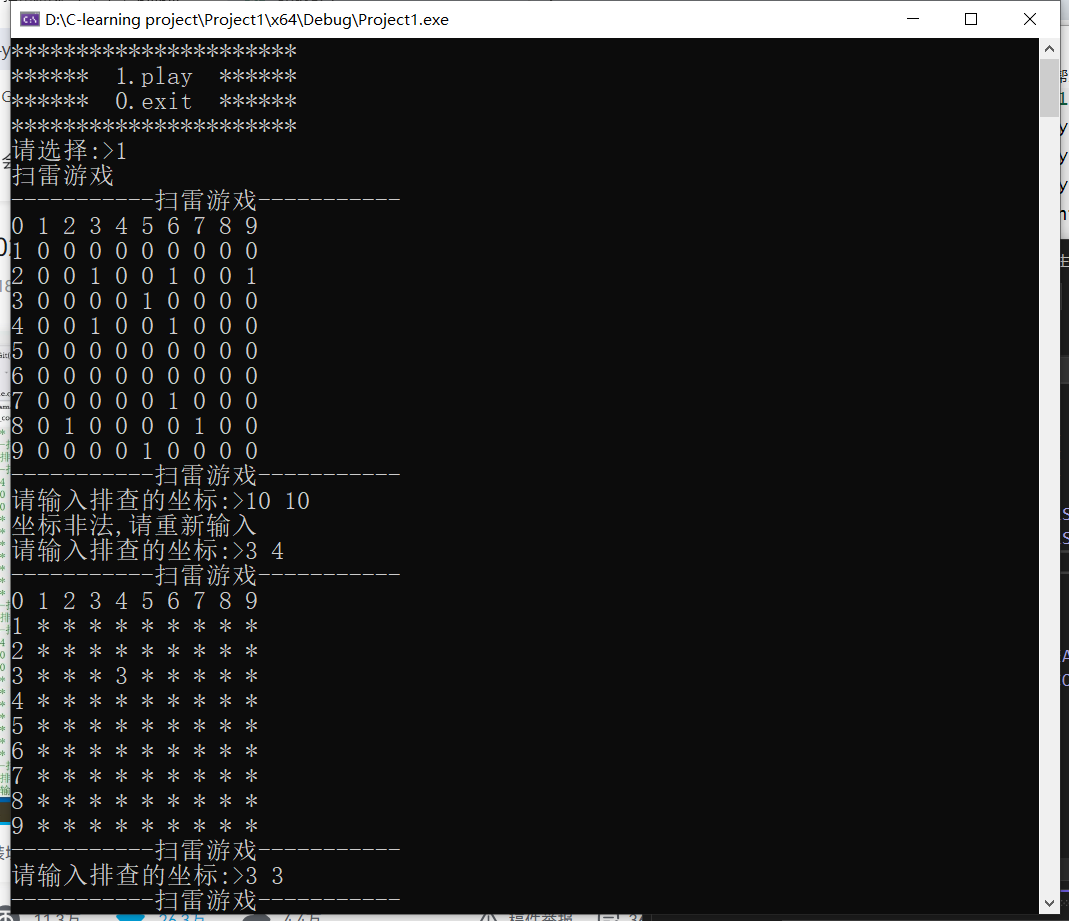 D:\C-learning project\Project1\x64\Debug\Project1.exe
**********************
****** 1.play ******
****** 0.exit ******
**********************
请选择:>1
扫雷游戏
-----------扫雷游戏-----------
0 1 2 3 4 5 6 7 8 9
1 0 0 0 0 0 0 0 0 0
2 0 0 1 0 0 1 0 0 1
3 0 0 0 0 1 0 0 0 0
4 0 0 1 0 0 1 0 0 0
5 0 0 0 0 0 0 0 0 0
6 0 0 0 0 0 0 0 0 0
7 0 0 0 0 0 1 0 0 0
8 0 1 0 0 0 0 1 0 0
9 0 0 0 0 1 0 0 0 0
-----------扫雷游戏-----------
请输入排查的坐标:>10 10
坐标非法,请重新输入
请输入排查的坐标:>3 4
-----------扫雷游戏-----------
0 1 2 3 4 5 6 7 8 9
1 * * * * * * * * *
2 * * * * * * * * *
3 * * * 3 * * * * *
4 * * * * * * * * *
5 * * * * * * * * *
6 * * * * * * * * *
7 * * * * * * * * *
8 * * * * * * * * *
9 * * * * * * * * *
-----------扫雷游戏-----------
请输入排查的坐标:>3 3
-----------扫雷游戏-----------